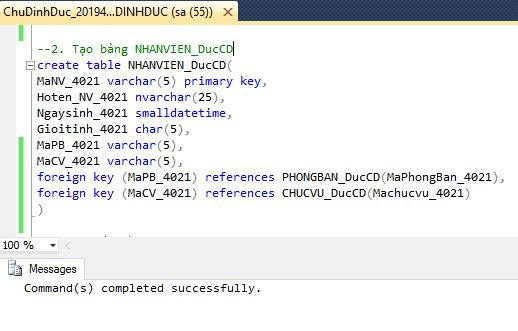 ChuDinhDuc_20194...DINHDUC (sa (55))*
--2. Tạo bảng NHANVIEN_DucCD
create table NHANVIEN_DucCD(
MaNV_4021 varchar(5) primary key,
Hoten_NV_4021 nvarchar(25),
Ngaysinh_4021 smalldatetime,
Gioitinh_4021 char(5),
MaPB_4021 varchar(5),
MaCV_4021 varchar(5),
foreign key (MaPB_4021) references PHONGBAN_DucCD(MaPhongBan_4021),
foreign key (MaCV_4021) references CHUCVU_DucCD(Machucvu_4021)
)
100 %
Messages
Command(s) completed successfully.